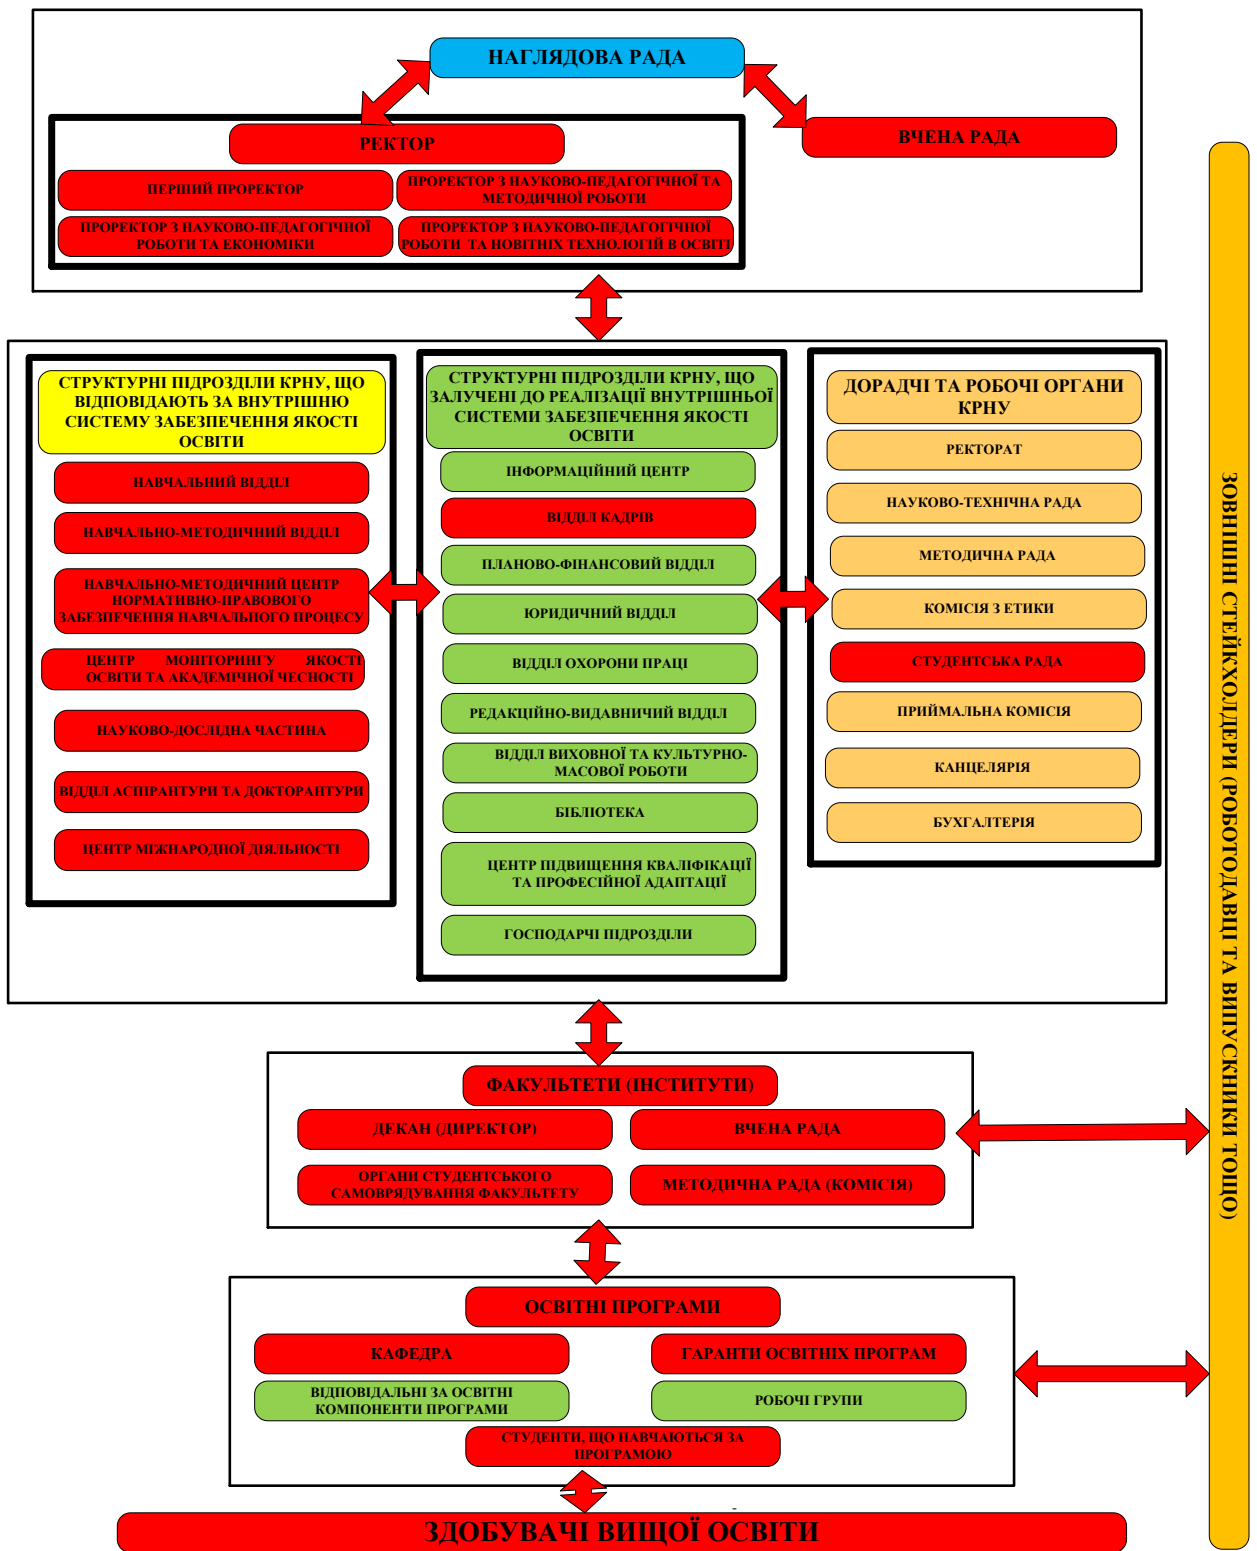 НАГЛЯДОВА РАДА
РЕКТОР
ВЧЕНА РАДА
ПЕРШИЙ ПРОРЕКТОР
ПРОРЕКТОР З НАУКОВО-ПЕДАГОГІЧНОЇ ТА
МЕТОДИЧНОЇ РОБОТИ
ПРОРЕКТОР З НАУКОВО-ПЕДАГОГІЧНОЇ
РОБОТИ ТА ЕКОНОМІКИ
ПРОРЕКТОР З НАУКОВО-ПЕДАГОГІЧНОЇ
РОБОТИ ТА НОВІТНІХ ТЕХНОЛОГІЙ В ОСВІТІ
СТРУКТУРНІ ПІДРОЗДІЛИ КРНУ, ЩО
ВІДПОВІДАЮТЬ ЗА ВНУТРІШНЮ
СИСТЕМУ ЗАБЕЗПЕЧЕННЯ ЯКОСТІ
ОСВІТИ
НАВЧАЛЬНИЙ ВІДДІЛ
НАВЧАЛЬНО-МЕТОДИЧНИЙ ВІДДІЛ
НАВЧАЛЬНО-МЕТОДИЧНИЙ ЦЕНТР
НОРМАТИВНО-ПРАВОВОГО
ЗАБЕЗПЕЧЕННЯ НАВЧАЛЬНОГО ПРОЦЕСУ
ЦЕНТР МОНІТОРИНГУ ЯКОСТІ
ОСВІТИ ТА АКАДЕМІЧНОЇ ЧЕСНОСТІ
НАУКОВО-ДОСЛІДНА ЧАСТИНА
ВІДДІЛ АСПІРАНТУРИ ТА ДОКТОРАНТУРИ
ЦЕНТР МІЖНАРОДНОЇ ДІЯЛЬНОСТІ
СТРУКТУРНІ ПІДРОЗДІЛИ КРНУ, ЩО
ЗАЛУЧЕНІ ДО РЕАЛІЗАЦІЇ ВНУТРІШНЬОЇ
СИСТЕМИ ЗАБЕЗПЕЧЕННЯ ЯКОСТІ
ОСВІТИ
ІНФОРМАЦІЙНИЙ ЦЕНТР
ВІДДІЛ КАДРІВ
ПЛАНОВО-ФІНАНСОВИЙ ВІДДІЛ
ЮРИДИЧНИЙ ВІДДІЛ
ВІДДІЛ ОХОРОНИ ПРАЦІ
РЕДАКЦІЙНО-ВИДАВНИЧИЙ ВІДДІЛ
ВІДДІЛ ВИХОВНОЇ ТА КУЛЬТУРНО-
МАСОВОЇ РОБОТИ
БІБЛІОТЕКА
ЦЕНТР ПІДВИЩЕННЯ КВАЛІФІКАЦІЇ
ТА ПРОФЕСІЙНОЇ АДАПТАЦІЇ
ГОСПОДАРЧІ ПІДРОЗДІЛИ
ДОРАДЧІ ТА РОБОЧІ ОРГАНИ
КРНУ
РЕКТОРАТ
НАУКОВО-ТЕХНІЧНА РАДА
МЕТОДИЧНА РАДА
КОМІСІЯ З ЕТИКИ
СТУДЕНТСЬКА РАДА
ПРИЙМАЛЬНА КОМІСІЯ
КАНЦЕЛЯРІЯ
БУХГАЛТЕРІЯ
ЗОВНІШНІ СТЕЙКХОЛДЕРИ (РОБОТОДАВЦІ ТА ВИПУСКНИКИ ТОЩО)
ФАКУЛЬТЕТИ (ІНСТИТУТИ)
ДЕКАН (ДИРЕКТОР)
ВЧЕНА РАДА
ОРГАНИ СТУДЕНТСЬКОГО
САМОВРЯДУВАННЯ ФАКУЛЬТЕТУ
МЕТОДИЧНА РАДА (КОМІСІЯ)
ОСВІТНІ ПРОГРАМИ
КАФЕДРА
ГАРАНТИ ОСВІТНІХ ПРОГРАМ
ВІДПОВІДАЛЬНІ ЗА ОСВІТНІ
КОМПОНЕНТИ ПРОГРАМИ
РОБОЧІ ГРУПИ
СТУДЕНТИ, ЩО НАВЧАЮТЬСЯ ЗА
ПРОГРАМОЮ
ЗДОБУВАЧІ ВИЩОЇ ОСВІТИ